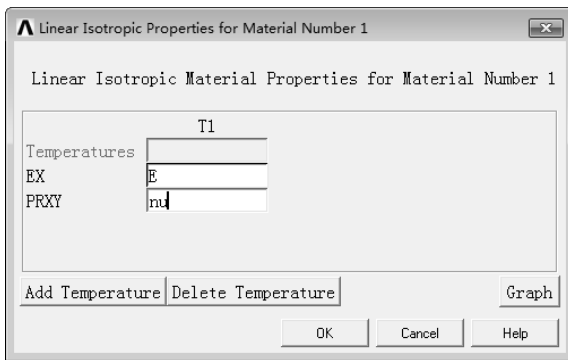 Linear Isotropic Properties for Material Number 1
Linear Isotropic Material Properties for Material Number 1
T1
Temperatures
EX E
PRXY nu
Add Temperature Delete Temperature Graph
OK Cancel Help